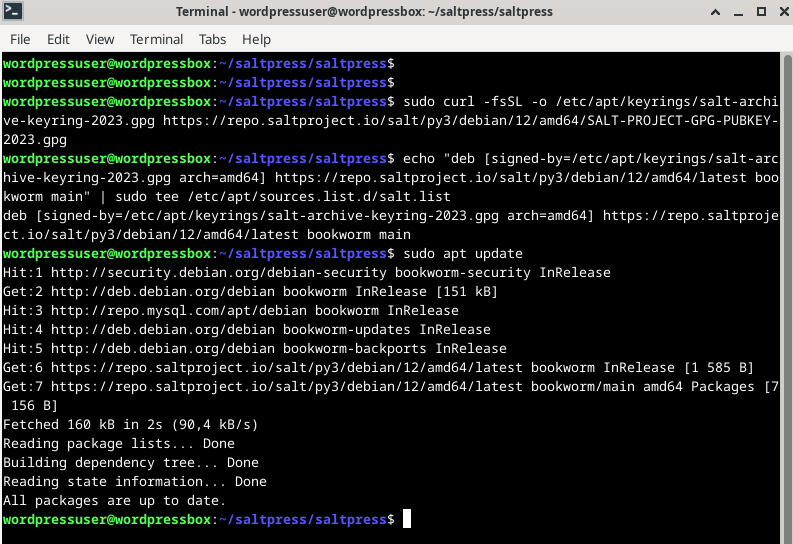 Terminal - wordpressuser@wordpressbox: ~/saltpress/saltpress
File Edit View Terminal Tabs Help
wordpressuser@wordpressbox:~/saltpress/saltpress$
wordpressuser@wordpressbox:~/saltpress/saltpress$
wordpressuser@wordpressbox:~/saltpress/saltpress$ sudo curl -fsSL -o /etc/apt/keyrings/salt-archi
ve-keyring-2023.gpg https://repo.saltproject.io/salt/py3/debian/12/amd64/SALT-PROJECT-GPG-PUBKEY-
2023.gpg
wordpressuser@wordpressbox:~/saltpress/saltpress$ echo "deb [signed-by=/etc/apt/keyrings/salt-arc
hive-keyring-2023.gpg arch=amd64] https://repo.saltproject.io/salt/py3/debian/12/amd64/latest boo
kworm main" | sudo tee /etc/apt/sources.list.d/salt.list
deb [signed-by=/etc/apt/keyrings/salt-archive-keyring-2023.gpg arch=amd64] https://repo.saltproje
ct.io/salt/py3/debian/12/amd64/latest bookworm main
wordpressuser@wordpressbox:~/saltpress/saltpress$ sudo apt update
Hit:1 http://security.debian.org/debian-security bookworm-security InRelease
Get:2 http://deb.debian.org/debian bookworm InRelease [151 kB]
Hit:3 http://repo.mysql.com/apt/debian bookworm InRelease
Hit:4 http://deb.debian.org/debian bookworm-updates InRelease
Hit:5 http://deb.debian.org/debian bookworm-backports InRelease
Get:6 https://repo.saltproject.io/salt/py3/debian/12/amd64/latest bookworm InRelease [1 585 B]
Get:7 https://repo.saltproject.io/salt/py3/debian/12/amd64/latest bookworm/main amd64 Packages [7
 156 B]
Fetched 160 kB in 2s (90,4 kB/s)
Reading package lists... Done
Building dependency tree... Done
Reading state information... Done
All packages are up to date.
wordpressuser@wordpressbox:~/saltpress/saltpress$